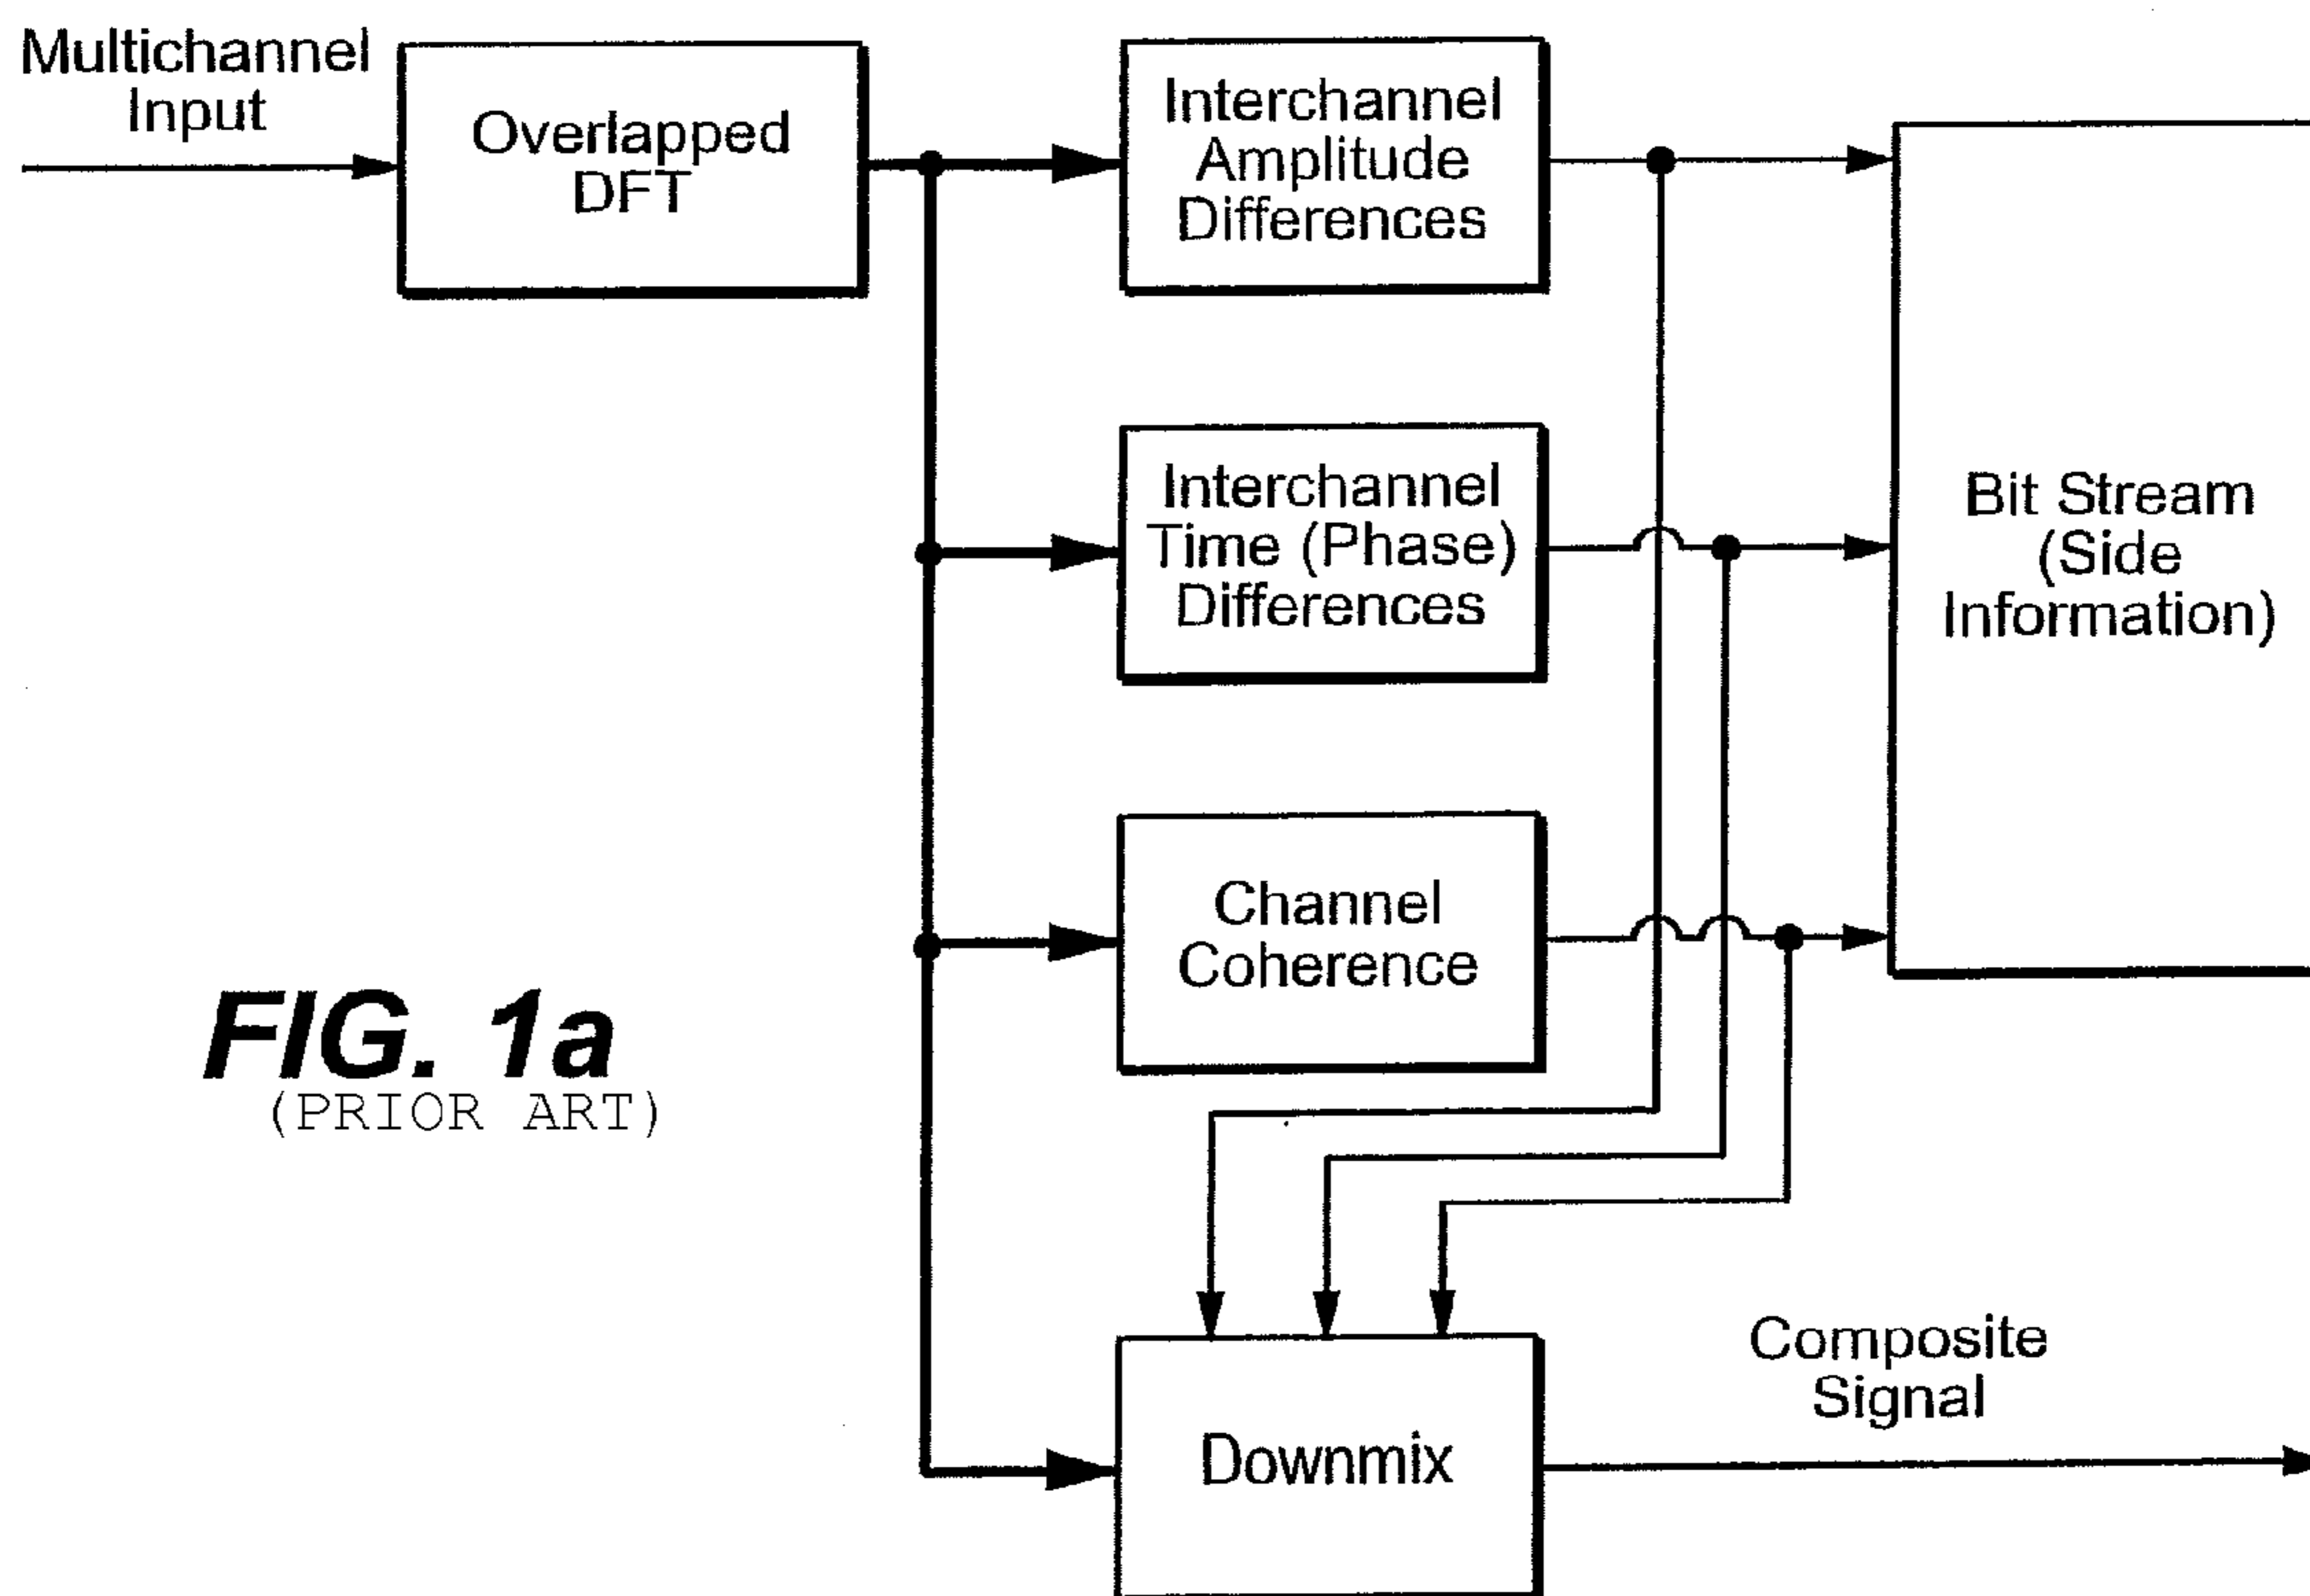 Multichannel
Input
Overlapped
DFT
Interchannel
Amplitude
Differences
Interchannel
Time (Phase)
Differences
Bit Stream
(Side
Information)
Channel
Coherence
FIG. 1a
(PRIOR ART)
Downmix
Composite
Signal